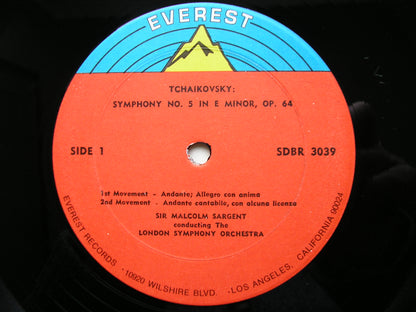 EVEREST
TCHAIKOVSKY:
SYMPHONY NO. 5 IN E MINOR, OP. 64
SIDE 1
SDBR 3039
1st Movement - Andante; Allegro con anima
2nd Movement - Andante cantabile, con alcuna licenza
SIR MALCOLM SARGENT
conducting The
LONDON SYMPHONY ORCHESTRA
EVEREST RECORDS - 10920 WILSHIRE BLVD. - LOS ANGELES, CALIFORNIA 90024